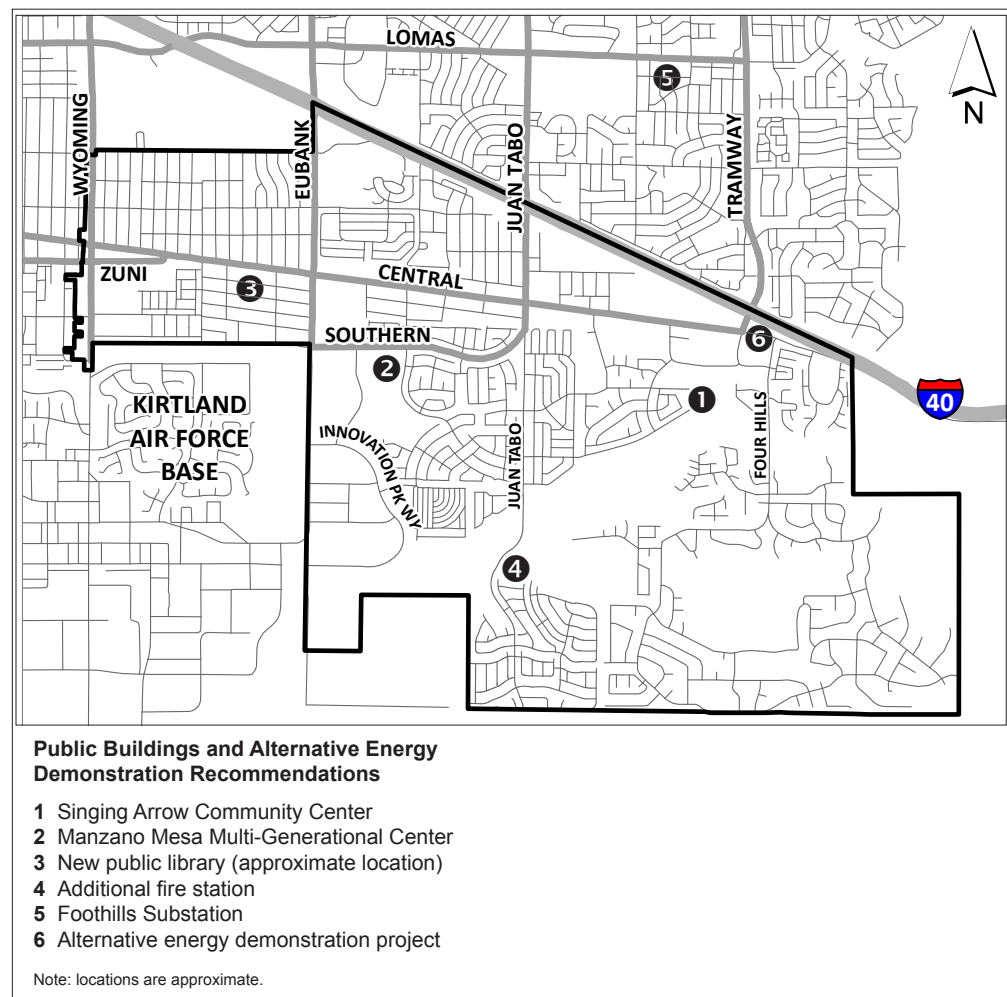 LOMAS
5
WYOMING
EUBANK
JUAN TABO
TRAMWAY
N
ZUNI
CENTRAL
3
SOUTHERN
6
2
1
40
KIRTLAND
AIR FORCE
BASE
INNOVATION PK WY
JUAN TABO
FOUR HILLS
4
Public Buildings and Alternative Energy
Demonstration Recommendations
1 Singing Arrow Community Center
2 Manzano Mesa Multi-Generational Center
3 New public library (approximate location)
4 Additional fire station
5 Foothills Substation
6 Alternative energy demonstration project
Note: locations are approximate.